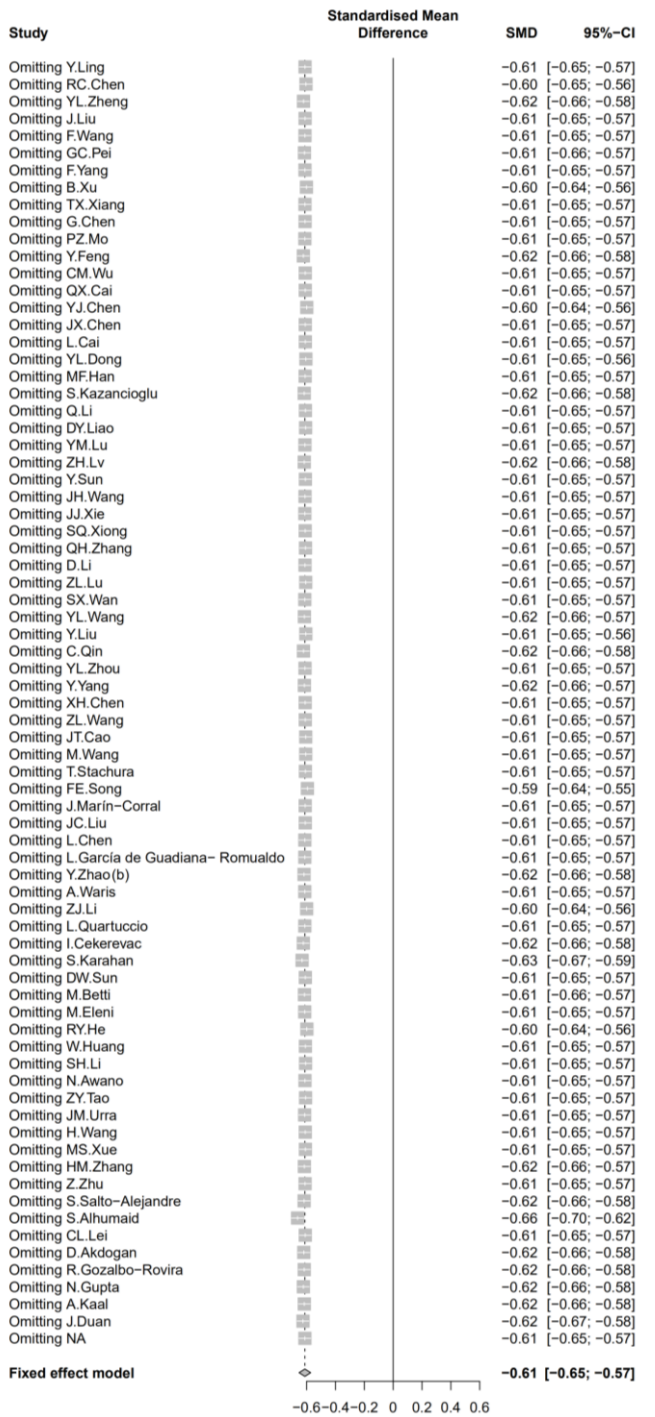 Standardised Mean
Study Difference SMD 95%−CI
Omitting Y.Ling −0.61 [−0.65; −0.57]
Omitting RC.Chen −0.60 [−0.65; −0.56]
Omitting YL.Zheng −0.62 [−0.66; −0.58]
Omitting J.Liu −0.61 [−0.65; −0.57]
Omitting F.Wang −0.61 [−0.65; −0.57]
Omitting GC.Pei −0.61 [−0.66; −0.57]
Omitting F.Yang −0.61 [−0.65; −0.57]
Omitting B.Xu −0.60 [−0.64; −0.56]
Omitting TX.Xiang −0.61 [−0.65; −0.57]
Omitting G.Chen −0.61 [−0.65; −0.57]
Omitting PZ.Mo −0.61 [−0.65; −0.57]
Omitting Y.Feng −0.62 [−0.66; −0.58]
Omitting CM.Wu −0.61 [−0.65; −0.57]
Omitting QX.Cai −0.61 [−0.65; −0.57]
Omitting YJ.Chen −0.60 [−0.64; −0.56]
Omitting JX.Chen −0.61 [−0.65; −0.57]
Omitting L.Cai −0.61 [−0.65; −0.57]
Omitting YL.Dong −0.61 [−0.65; −0.56]
Omitting MF.Han −0.61 [−0.65; −0.57]
Omitting S.Kazancioglu −0.62 [−0.66; −0.58]
Omitting Q.Li −0.61 [−0.65; −0.57]
Omitting DY.Liao −0.61 [−0.65; −0.57]
Omitting YM.Lu −0.61 [−0.65; −0.57]
Omitting ZH.Lv −0.62 [−0.66; −0.58]
Omitting Y.Sun −0.61 [−0.65; −0.57]
Omitting JH.Wang −0.61 [−0.65; −0.57]
Omitting JJ.Xie −0.61 [−0.65; −0.57]
Omitting SQ.Xiong −0.61 [−0.65; −0.57]
Omitting QH.Zhang −0.61 [−0.65; −0.57]
Omitting D.Li −0.61 [−0.65; −0.57]
Omitting ZL.Lu −0.61 [−0.65; −0.57]
Omitting SX.Wan −0.61 [−0.65; −0.57]
Omitting YL.Wang −0.62 [−0.66; −0.57]
Omitting Y.Liu −0.61 [−0.65; −0.56]
Omitting C.Qin −0.62 [−0.66; −0.58]
Omitting YL.Zhou −0.61 [−0.65; −0.57]
Omitting Y.Yang −0.62 [−0.66; −0.57]
Omitting XH.Chen −0.61 [−0.65; −0.57]
Omitting ZL.Wang −0.61 [−0.65; −0.57]
Omitting JT.Cao −0.61 [−0.65; −0.57]
Omitting M.Wang −0.61 [−0.65; −0.57]
Omitting T.Stachura −0.61 [−0.65; −0.57]
Omitting FE.Song −0.59 [−0.64; −0.55]
Omitting J.Marín−Corral −0.61 [−0.65; −0.57]
Omitting JC.Liu −0.61 [−0.65; −0.57]
Omitting L.Chen −0.61 [−0.65; −0.57]
Omitting L.García de Guadiana− Romualdo −0.61 [−0.65; −0.57]
Omitting Y.Zhao(b) −0.62 [−0.66; −0.58]
Omitting A.Waris −0.61 [−0.65; −0.57]
Omitting ZJ.Li −0.60 [−0.64; −0.56]
Omitting L.Quartuccio −0.61 [−0.65; −0.57]
Omitting I.Cekerevac −0.62 [−0.66; −0.58]
Omitting S.Karahan −0.63 [−0.67; −0.59]
Omitting DW.Sun −0.61 [−0.65; −0.57]
Omitting M.Betti −0.61 [−0.66; −0.57]
Omitting M.Eleni −0.61 [−0.65; −0.57]
Omitting RY.He −0.60 [−0.64; −0.56]
Omitting W.Huang −0.61 [−0.65; −0.57]
Omitting SH.Li −0.61 [−0.65; −0.57]
Omitting N.Awano −0.61 [−0.65; −0.57]
Omitting ZY.Tao −0.61 [−0.65; −0.57]
Omitting JM.Urra −0.61 [−0.65; −0.57]
Omitting H.Wang −0.61 [−0.65; −0.57]
Omitting MS.Xue −0.61 [−0.65; −0.57]
Omitting HM.Zhang −0.62 [−0.66; −0.57]
Omitting Z.Zhu −0.61 [−0.65; −0.57]
Omitting S.Salto−Alejandre −0.62 [−0.66; −0.58]
Omitting S.Alhumaid −0.66 [−0.70; −0.62]
Omitting CL.Lei −0.61 [−0.65; −0.57]
Omitting D.Akdogan −0.62 [−0.66; −0.58]
Omitting R.Gozalbo−Rovira −0.62 [−0.66; −0.58]
Omitting N.Gupta −0.62 [−0.66; −0.58]
Omitting A.Kaal −0.62 [−0.66; −0.58]
Omitting J.Duan −0.62 [−0.67; −0.58]
Omitting NA −0.61 [−0.65; −0.57]
Fixed effect model −0.61 [−0.65; −0.57]
−0.6 −0.4 −0.2 0 0.2 0.4 0.6